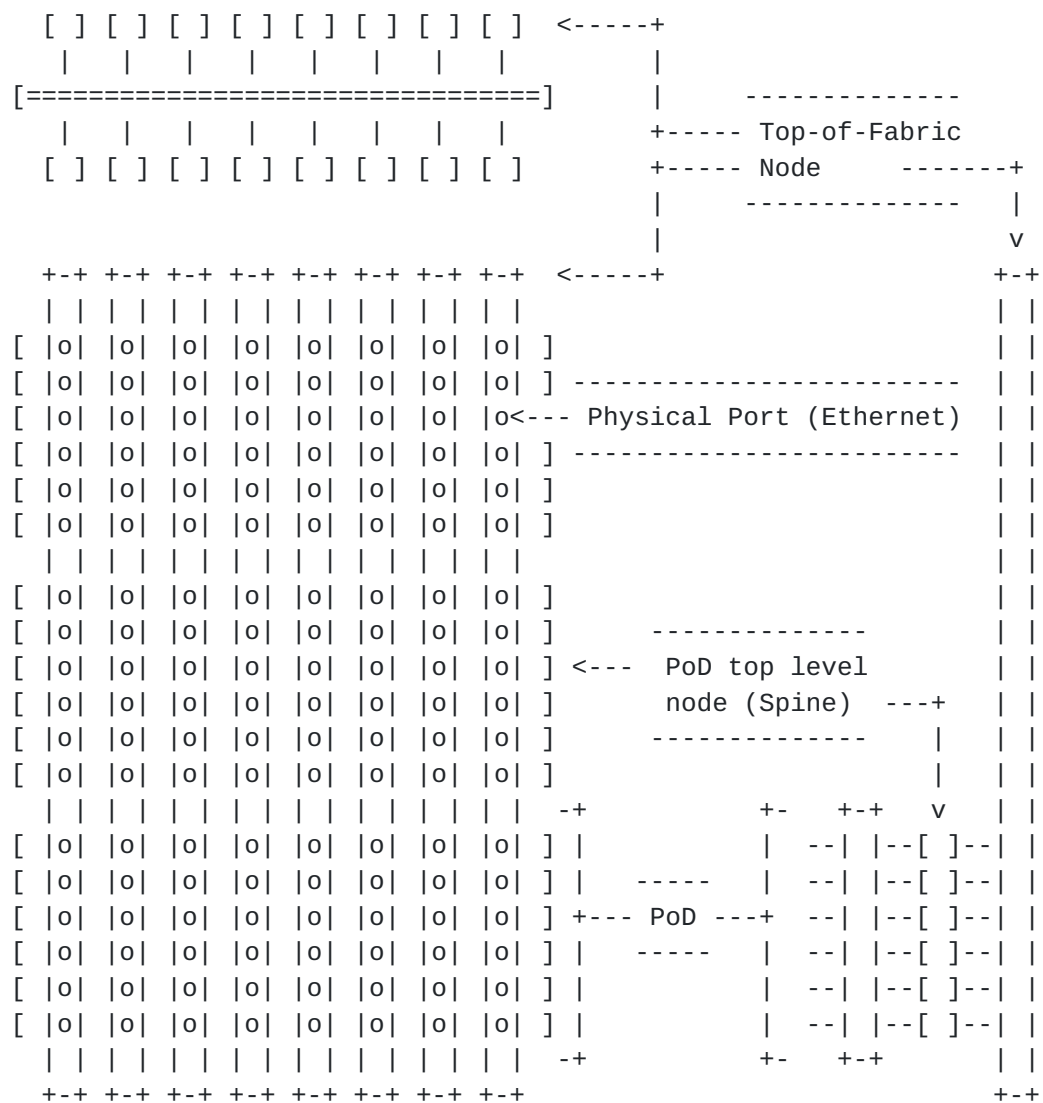 [ ] [ ] [ ] [ ] [ ] [ ] [ ] [ ]  <-----+
   |   |   |   |   |   |   |   |         |
[=================================]      |     --------------
   |   |   |   |   |   |   |   |         +----- Top-of-Fabric
  [ ] [ ] [ ] [ ] [ ] [ ] [ ] [ ]        +----- Node     -------+
                                         |     --------------   |
                                         |                      v
  +-+ +-+ +-+ +-+ +-+ +-+ +-+ +-+  <-----+                     +-+
  | | | | | | | | | | | | | | | |                              | |
[ |o| |o| |o| |o| |o| |o| |o| |o| ]                            | |
[ |o| |o| |o| |o| |o| |o| |o| |o| ] -------------------------  | |
[ |o| |o| |o| |o| |o| |o| |o| |o<--- Physical Port (Ethernet)  | |
[ |o| |o| |o| |o| |o| |o| |o| |o| ] -------------------------  | |
[ |o| |o| |o| |o| |o| |o| |o| |o| ]                            | |
[ |o| |o| |o| |o| |o| |o| |o| |o| ]                            | |
  | | | | | | | | | | | | | | | |                              | |
[ |o| |o| |o| |o| |o| |o| |o| |o| ]                            | |
[ |o| |o| |o| |o| |o| |o| |o| |o| ]      --------------        | |
[ |o| |o| |o| |o| |o| |o| |o| |o| ] <---  PoD top level        | |
[ |o| |o| |o| |o| |o| |o| |o| |o| ]       node (Spine)  ---+   | |
[ |o| |o| |o| |o| |o| |o| |o| |o| ]      --------------    |   | |
[ |o| |o| |o| |o| |o| |o| |o| |o| ]                        |   | |
  | | | | | | | | | | | | | | | |  -+           +-   +-+   v   | |
[ |o| |o| |o| |o| |o| |o| |o| |o| ] |           |  --| |--[ ]--| |
[ |o| |o| |o| |o| |o| |o| |o| |o| ] |   -----   |  --| |--[ ]--| |
[ |o| |o| |o| |o| |o| |o| |o| |o| ] +--- PoD ---+  --| |--[ ]--| |
[ |o| |o| |o| |o| |o| |o| |o| |o| ] |   -----   |  --| |--[ ]--| |
[ |o| |o| |o| |o| |o| |o| |o| |o| ] |           |  --| |--[ ]--| |
[ |o| |o| |o| |o| |o| |o| |o| |o| ] |           |  --| |--[ ]--| |
  | | | | | | | | | | | | | | | |  -+           +-   +-+       | |
  +-+ +-+ +-+ +-+ +-+ +-+ +-+ +-+                              +-+